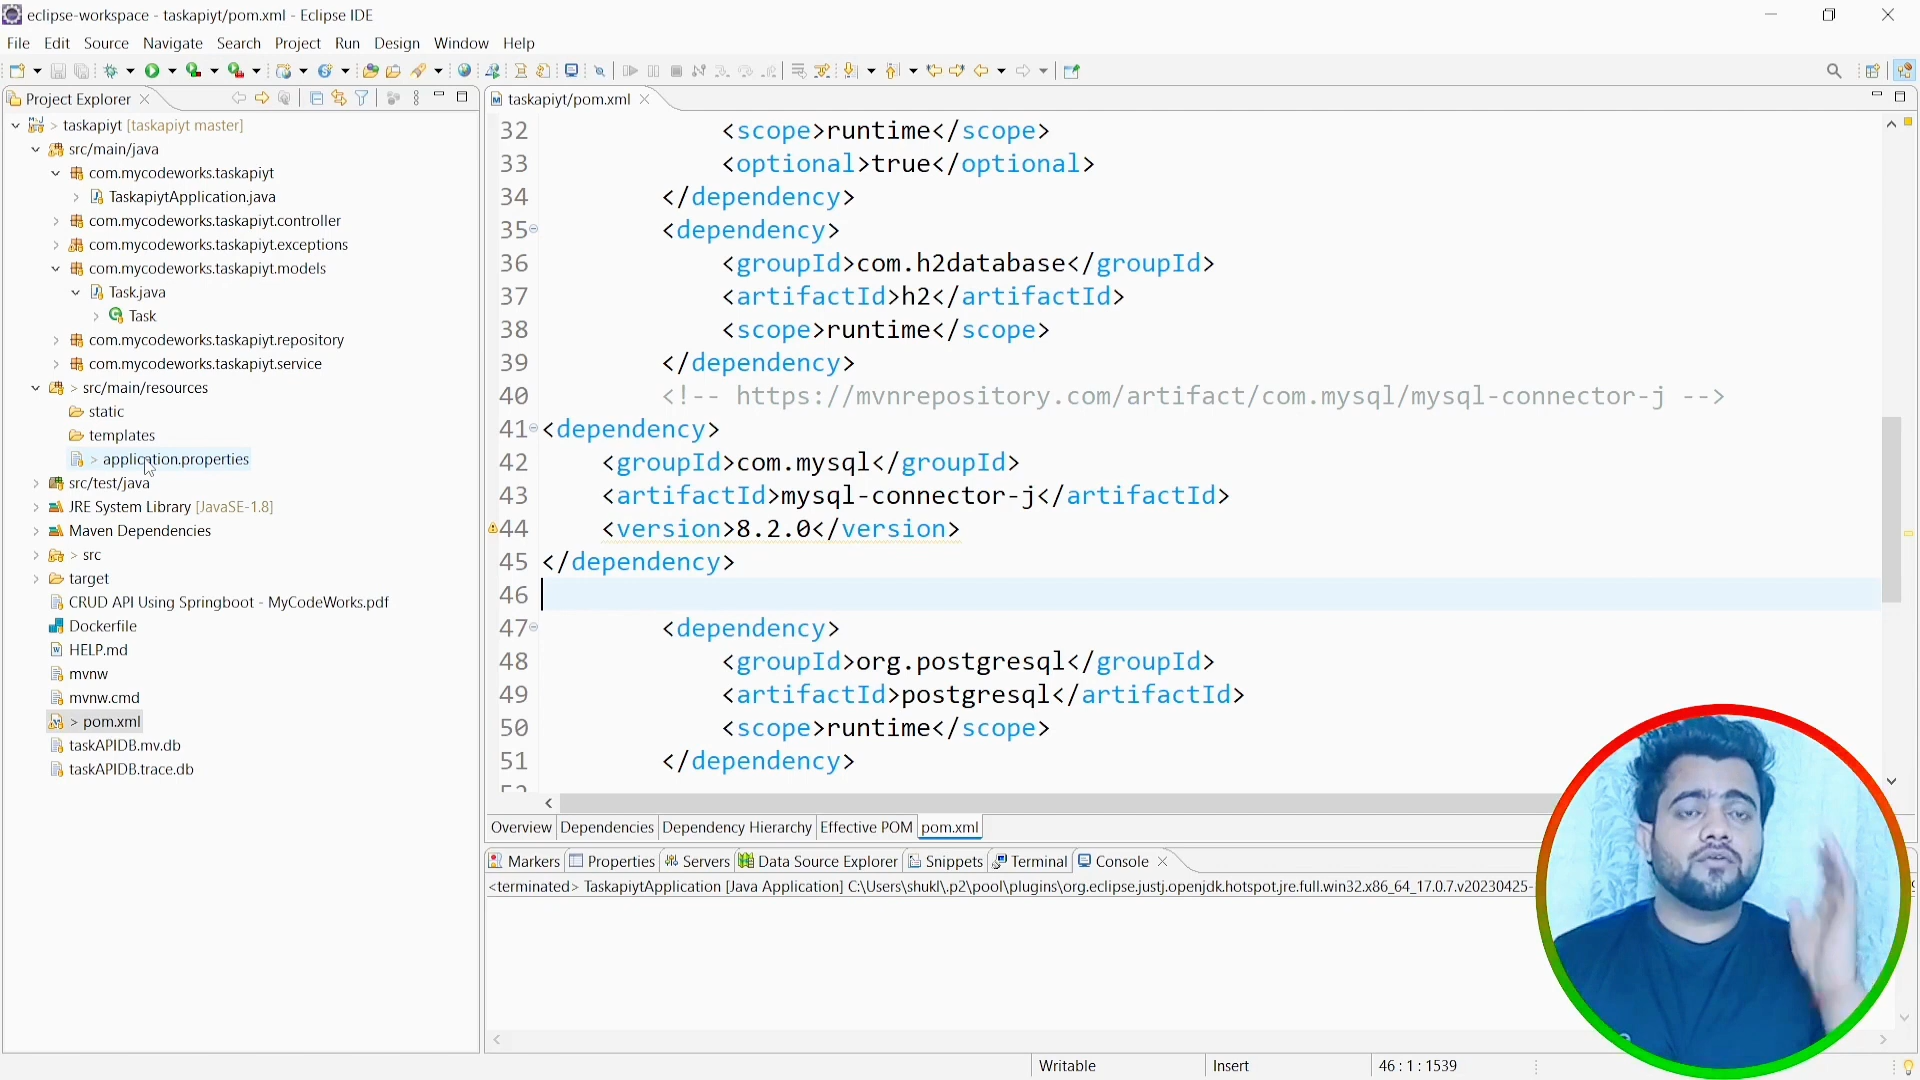 eclipse-workspace - taskapiyt/pom.xml - Eclipse IDE
File Edit Source Navigate Search Project Run Design Window Help
Project Explorer
taskapiyt/pom.xml
> taskapiyt [taskapiyt master]
src/main/java
com.mycodeworks.taskapiyt
TaskapiytApplication.java
com.mycodeworks.taskapiyt.controller
com.mycodeworks.taskapiyt.exceptions
com.mycodeworks.taskapiyt.models
Task.java
Task
com.mycodeworks.taskapiyt.repository
com.mycodeworks.taskapiyt.service
> src/main/resources
static
templates
> application.properties
src/test/java
JRE System Library [JavaSE-1.8]
Maven Dependencies
> src
target
CRUD API Using Springboot - MyCodeWorks.pdf
Dockerfile
HELP.md
mvnw
mvnw.cmd
> pom.xml
taskAPIDB.mv.db
taskAPIDB.trace.db
32 <scope>runtime</scope>
33 <optional>true</optional>
34 </dependency>
35 <dependency>
36 <groupId>com.h2database</groupId>
37 <artifactId>h2</artifactId>
38 <scope>runtime</scope>
39 </dependency>
40 <!-- https://mvnrepository.com/artifact/com.mysql/mysql-connector-j -->
41 <dependency>
42 <groupId>com.mysql</groupId>
43 <artifactId>mysql-connector-j</artifactId>
44 <version>8.2.0</version>
45 </dependency>
46
47 <dependency>
48 <groupId>org.postgresql</groupId>
49 <artifactId>postgresql</artifactId>
50 <scope>runtime</scope>
51 </dependency>
Overview Dependencies Dependency Hierarchy Effective POM pom.xml
Markers Properties Servers Data Source Explorer Snippets Terminal Console
<terminated> TaskapiytApplication [Java Application] C:\Users\shukl\.p2\pool\plugins\org.eclipse.justj.openjdk.hotspot.jre.full.win32.x86_64_17.0.7.v20230425-
Writable Insert 46 : 1 : 1539